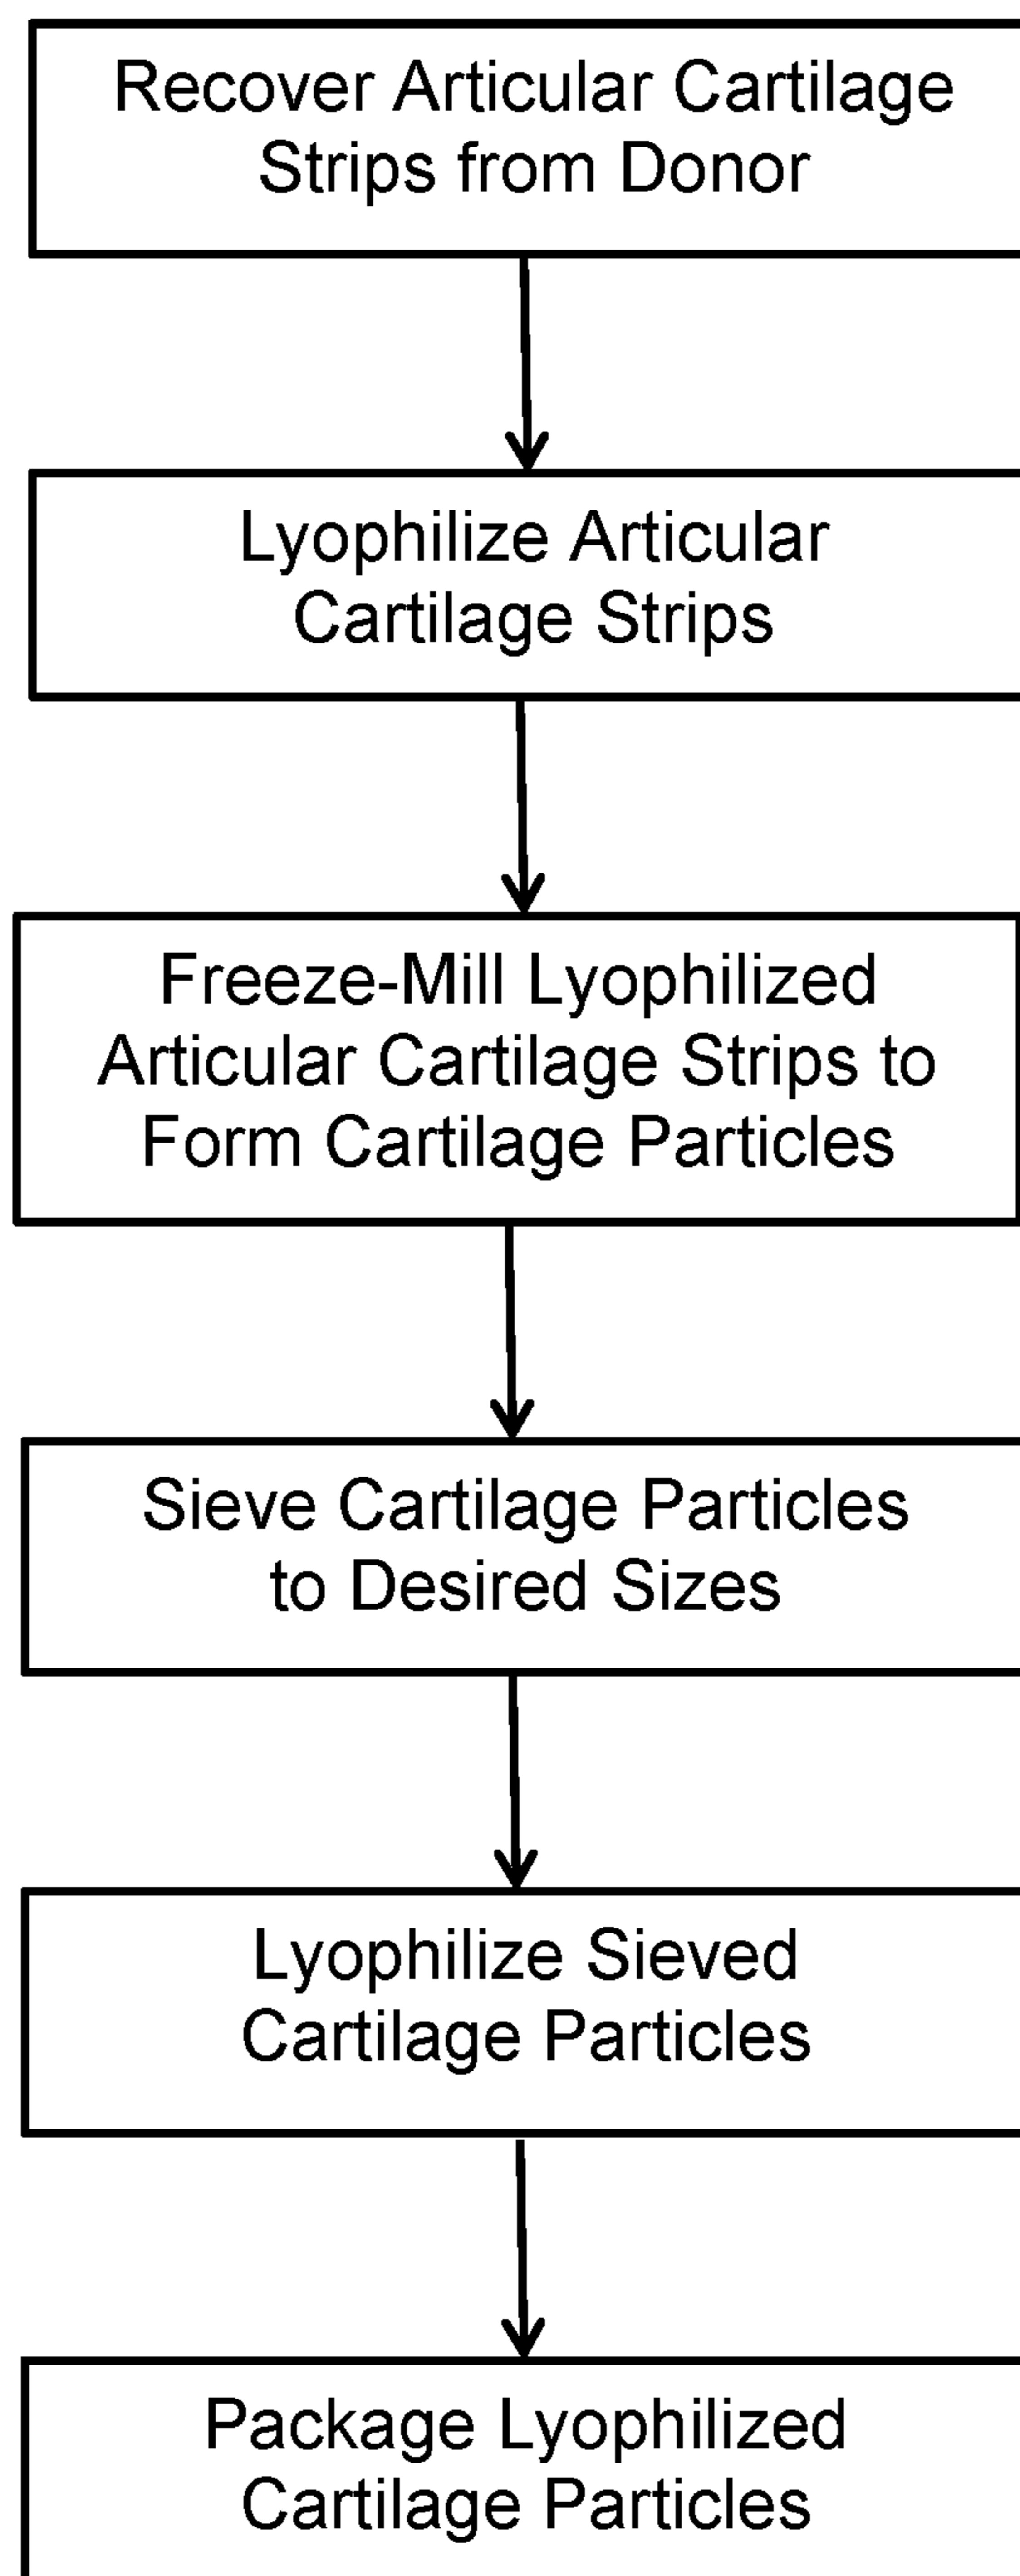 Recover Articular Cartilage
Strips from Donor
Lyophilize Articular
Cartilage Strips
Freeze-Mill Lyophilized
Articular Cartilage Strips to
Form Cartilage Particles
Sieve Cartilage Particles
to Desired Sizes
Lyophilize Sieved
Cartilage Particles
Package Lyophilized
Cartilage Particles